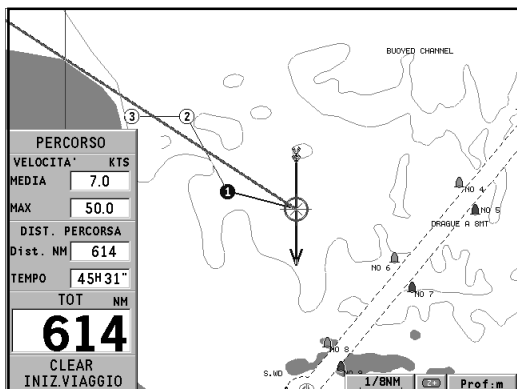 PERCORSO
VELOCITA' KTS
MEDIA 7.0
MAX 50.0
DIST. PERCORSA
Dist. NM 614
TEMPO 45H31"
TOT NM
614
CLEAR
INIZ.VIAGGIO
BUOYED CHANNEL
3 2
1
NO 4
NO 5
DRAGUE A 8MT
NO 6
NO 7
NO 8
S.WD
1/8NM Z+ Prof:m